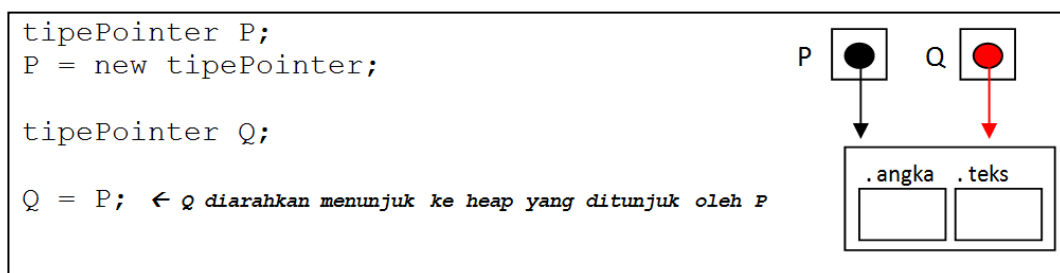 tipePointer P;
P = new tipePointer;
tipePointer Q;
Q = P; ← Q diarahkan menunjuk ke heap yang ditunjuk oleh P
P Q
.angka .teks